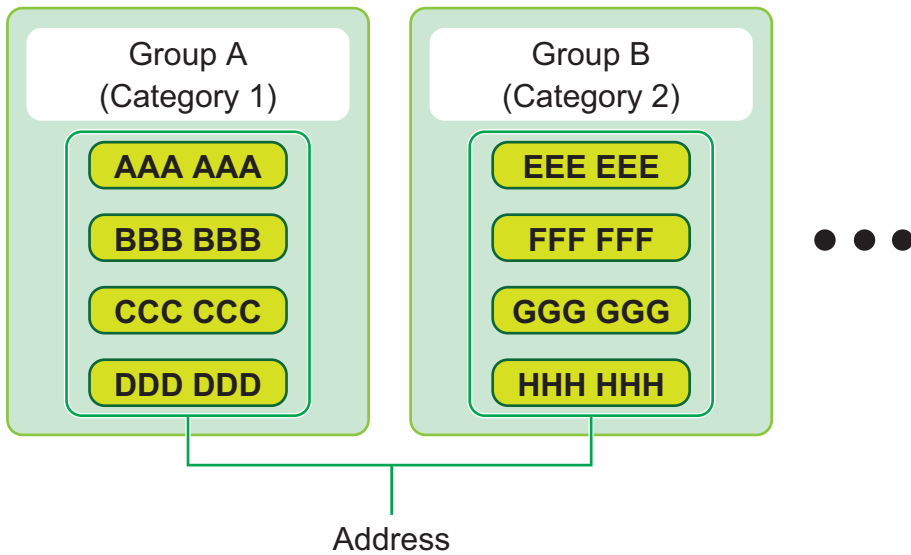 Group A
(Category 1)
AAA AAA
BBB BBB
CCC CCC
DDD DDD
Group B
(Category 2)
EEE EEE
FFF FFF
GGG GGG
HHH HHH
Address